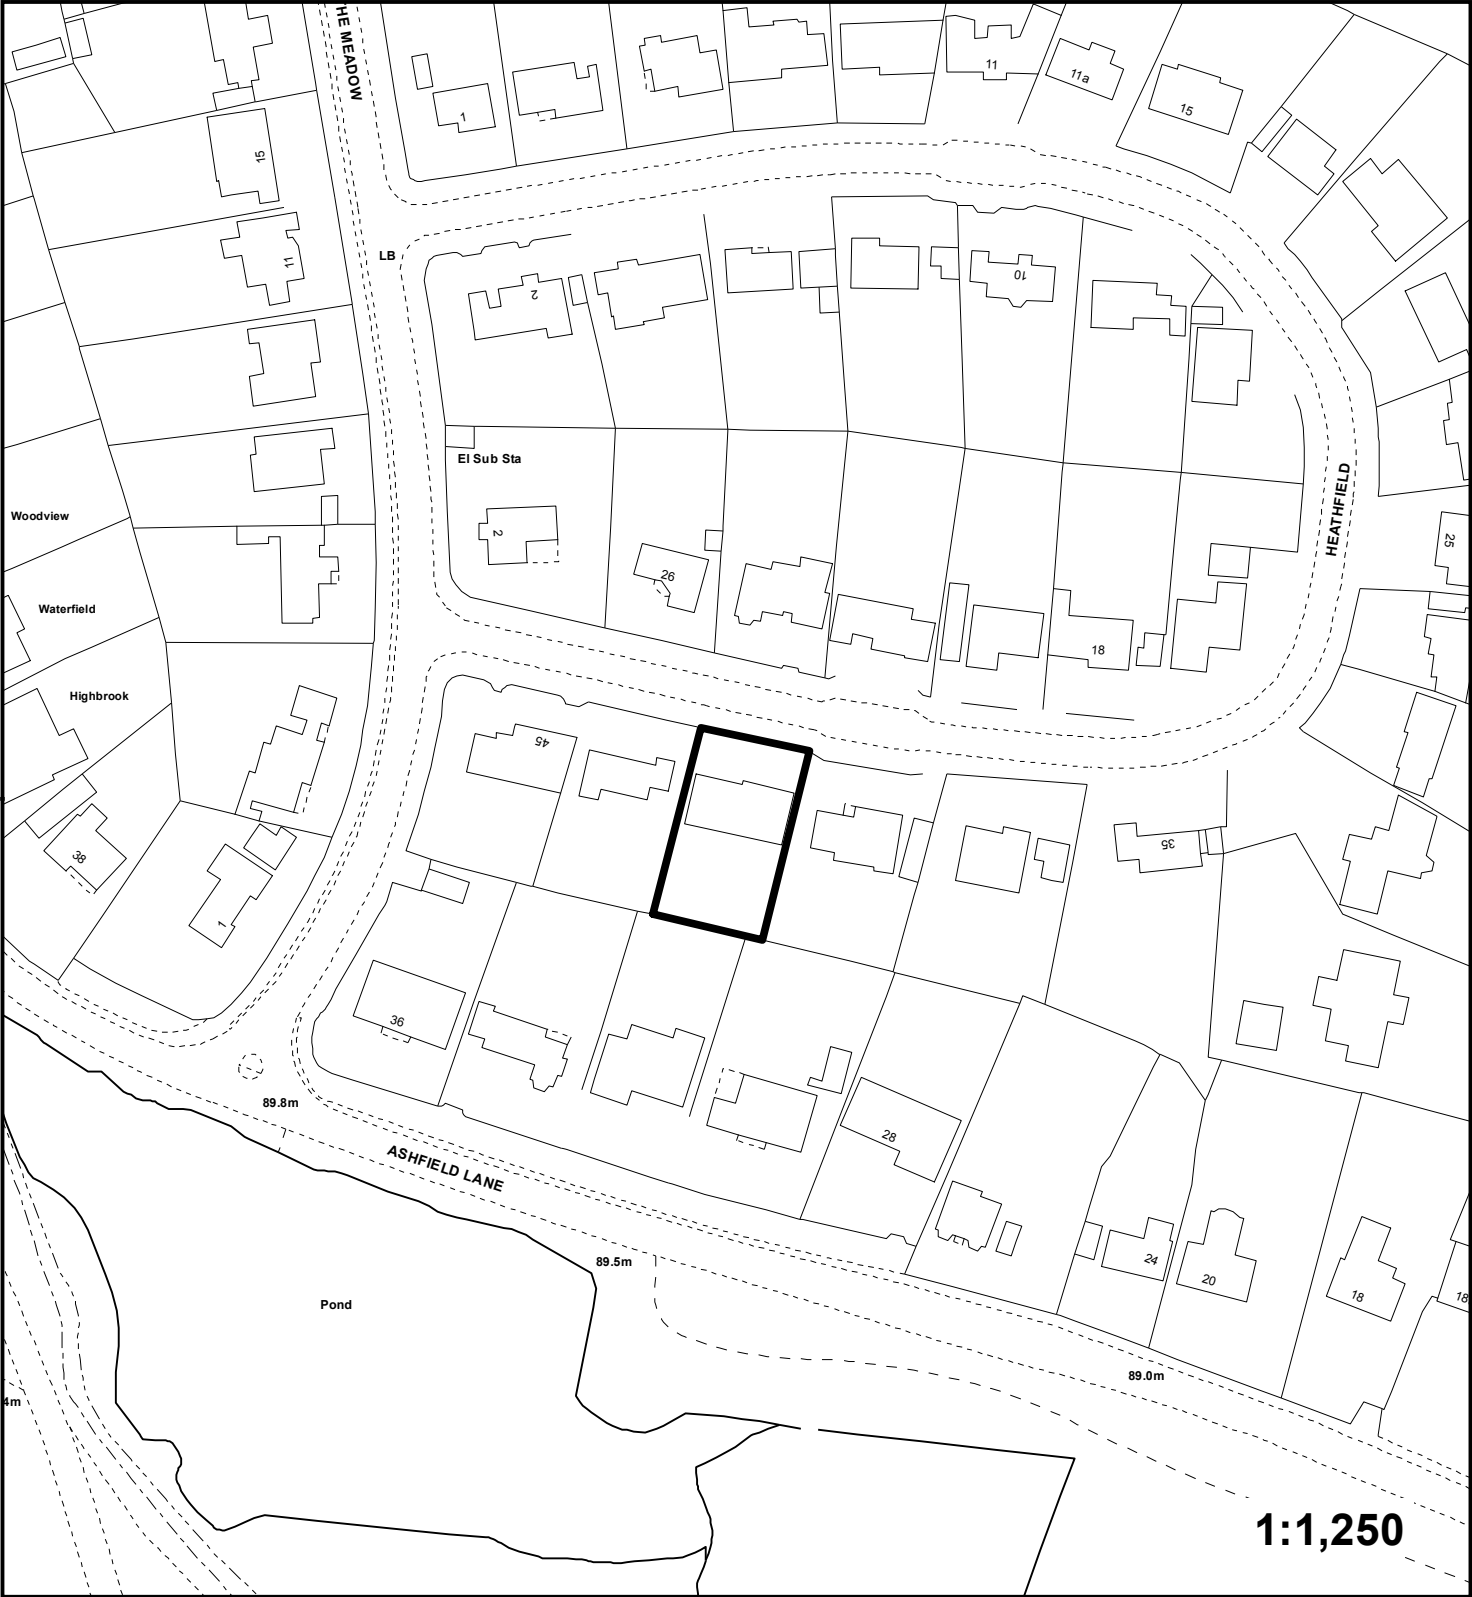 THE MEADOW
1
11
11a
15
15
11
LB
2
10
El Sub Sta
HEATHFIELD
Woodview
2
25
26
Waterfield
18
Highbrook
45
35
38
1
36
89.8m
28
ASHFIELD LANE
24
20
89.5m
18
18
Pond
89.0m
4m
1:1,250